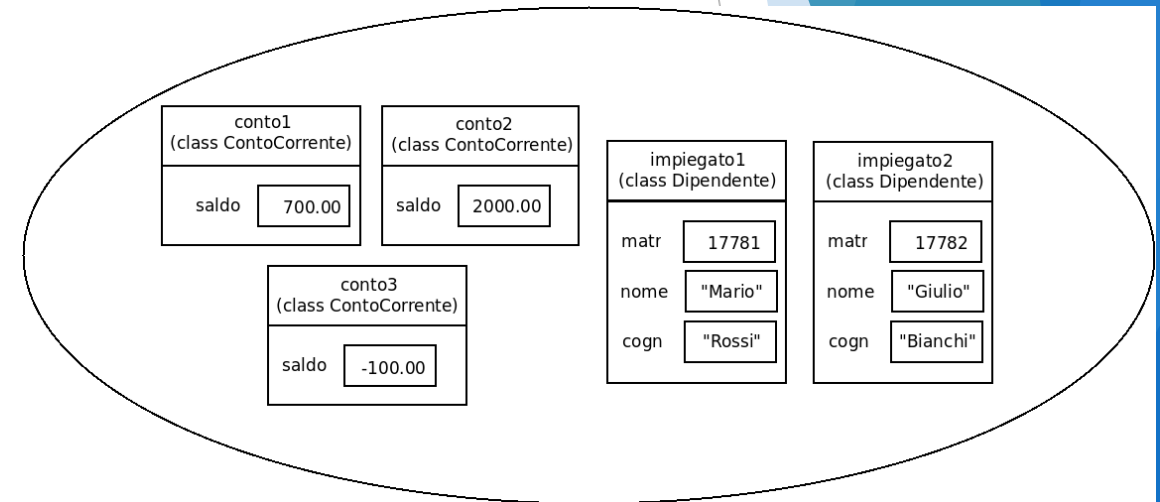 conto1
(class ContoCorrente)
saldo 700.00
conto2
(class ContoCorrente)
saldo 2000.00
conto3
(class ContoCorrente)
saldo -100.00
impiegato1
(class Dipendente)
matr 17781
nome "Mario"
cogn "Rossi"
impiegato2
(class Dipendente)
matr 17782
nome "Giulio"
cogn "Bianchi"